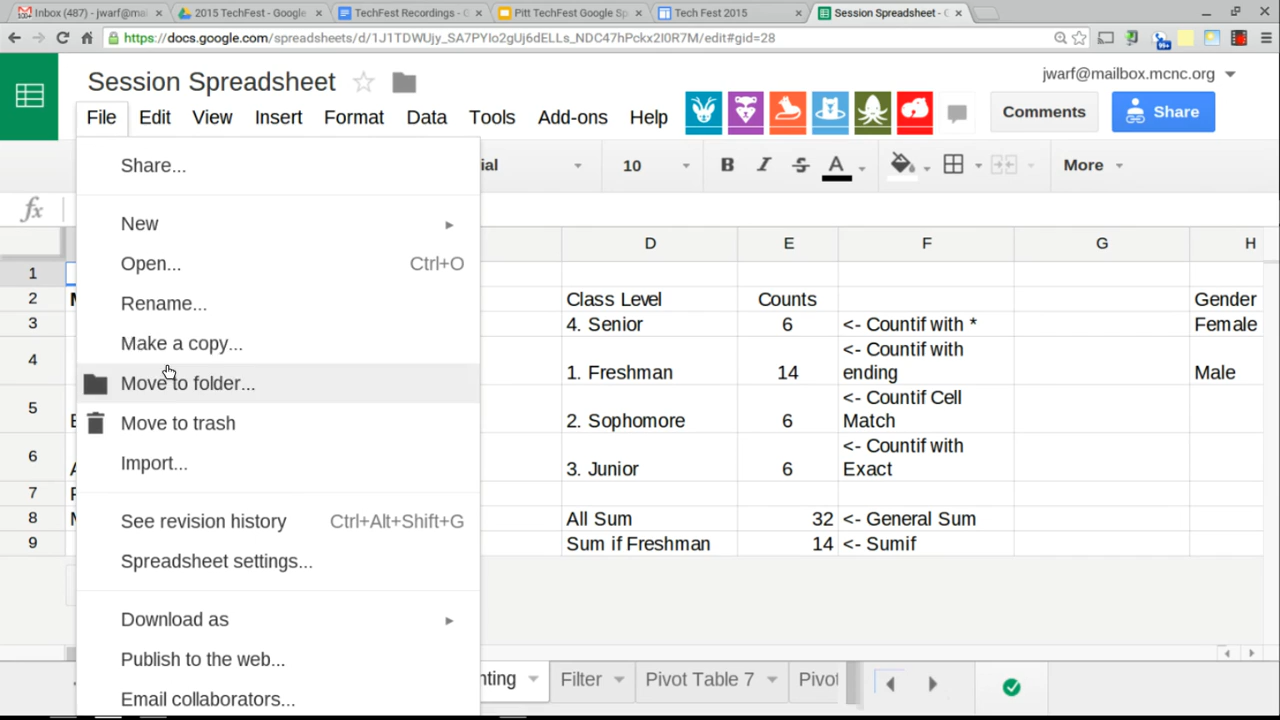 Inbox (487) - jwarf@mai
2015 TechFest - Google
TechFest Recordings - G
Pitt TechFest Google Sp
Tech Fest 2015
Session Spreadsheet - G
https://docs.google.com/spreadsheets/d/1J1TDWUjy_SA7PYIo2gUj6dELLs_NDC47hPckx2I0R7M/edit#gid=28
99+
Session Spreadsheet
jwarf@mailbox.mcnc.org
File Edit View Insert Format Data Tools Add-ons Help
Comments
Share
Share...
ial
10
B I S A
More
fx
New
Open... Ctrl+O
Rename...
Make a copy...
Move to folder...
Move to trash
Import...
See revision history Ctrl+Alt+Shift+G
Spreadsheet settings...
Download as
Publish to the web...
Email collaborators...
D E F G H
1
2 Class Level Counts Gender
3 4. Senior 6 <- Countif with * Female
4 1. Freshman 14 <- Countif with
ending Male
5 2. Sophomore 6 <- Countif Cell
Match
6 3. Junior 6 <- Countif with
Exact
7
8 All Sum 32 <- General Sum
9 Sum if Freshman 14 <- Sumif
nting Filter Pivot Table 7 Pivot